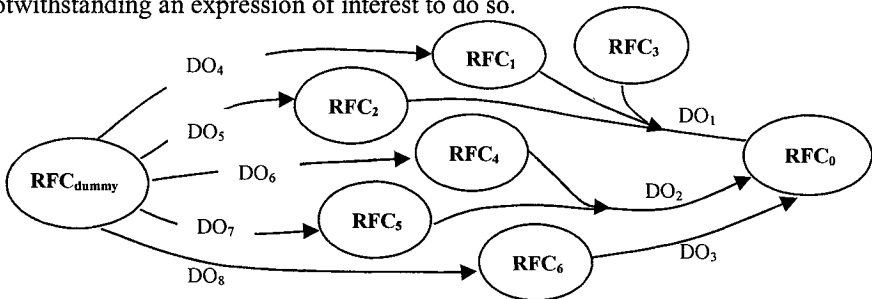 otwithstanding an expression of interest to do so.
DO4
RFC1
RFC3
DO5
RFC2
DO1
RFCdummy
DO6
RFC4
RFC0
DO2
DO7
RFC5
DO8
RFC6
DO3